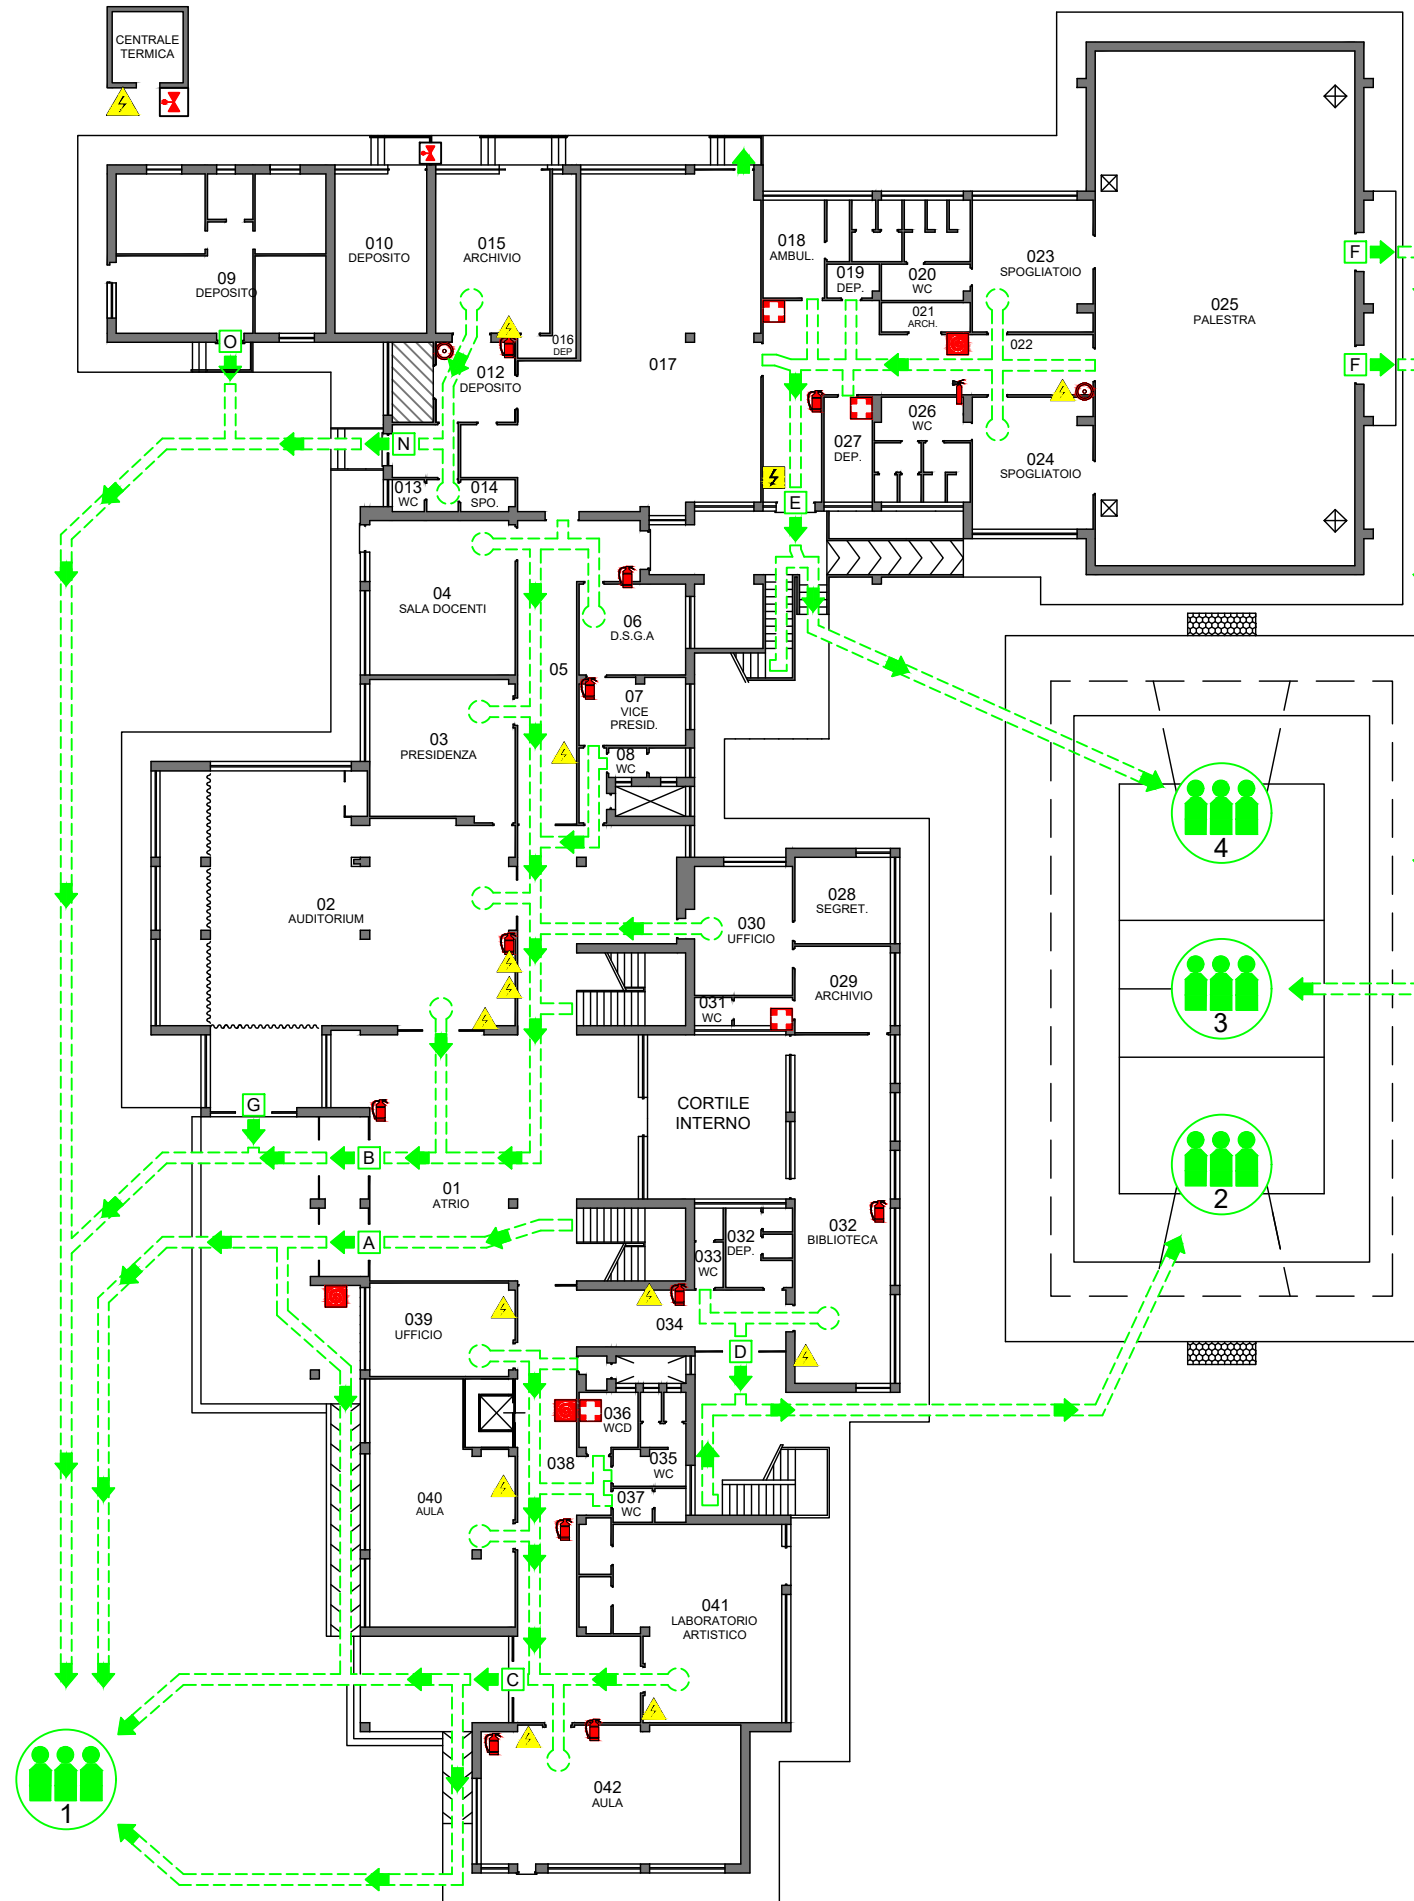 CENTRALE
TERMICA
09
DEPOSITO
010
DEPOSITO
015
ARCHIVIO
016
DEP
012
DEPOSITO
017
018
AMBUL.
019
DEP.
020
WC
021
ARCH.
022
023
SPOGLIATOIO
025
PALESTRA
F
F
O
N
013
WC
014
SPO.
026
WC
027
DEP.
024
SPOGLIATOIO
E
04
SALA DOCENTI
05
06
D.S.G.A
07
VICE
PRESID.
08
WC
03
PRESIDENZA
02
AUDITORIUM
030
UFFICIO
028
SEGRET.
029
ARCHIVIO
031
WC
4
3
2
CORTILE
INTERNO
G
B
01
ATRIO
A
033
WC
032
DEP.
032
BIBLIOTECA
034
D
039
UFFICIO
036
WCD
035
WC
037
WC
038
040
AULA
041
LABORATORIO
ARTISTICO
C
042
AULA
1